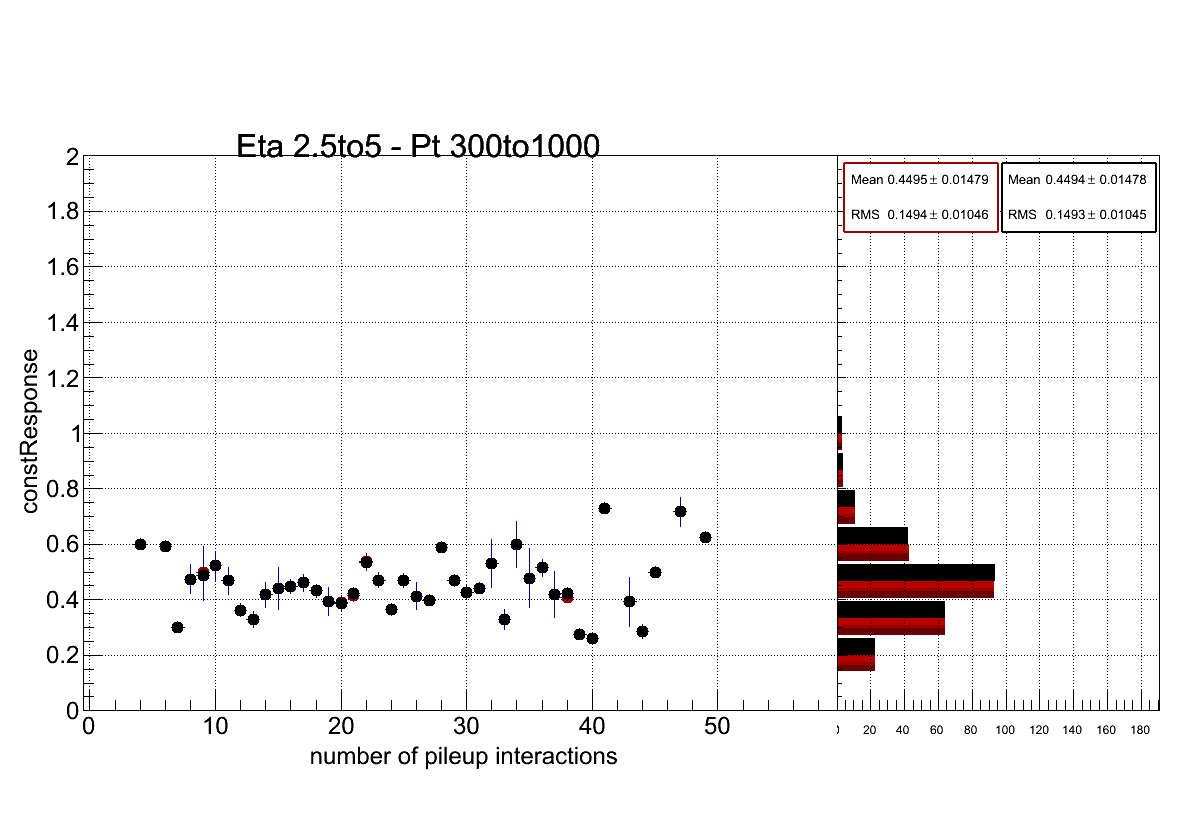 Eta 2.5to5 - Pt 300to1000
constResponse
2
1.8
1.6
1.4
1.2
1
0.8
0.6
0.4
0.2
0
0 10 20 30 40 50
number of pileup interactions
Mean 0.4495 ± 0.01479
RMS 0.1494 ± 0.01046
Mean 0.4494 ± 0.01478
RMS 0.1493 ± 0.01045
20 40 60 80 100 120 140 160 180